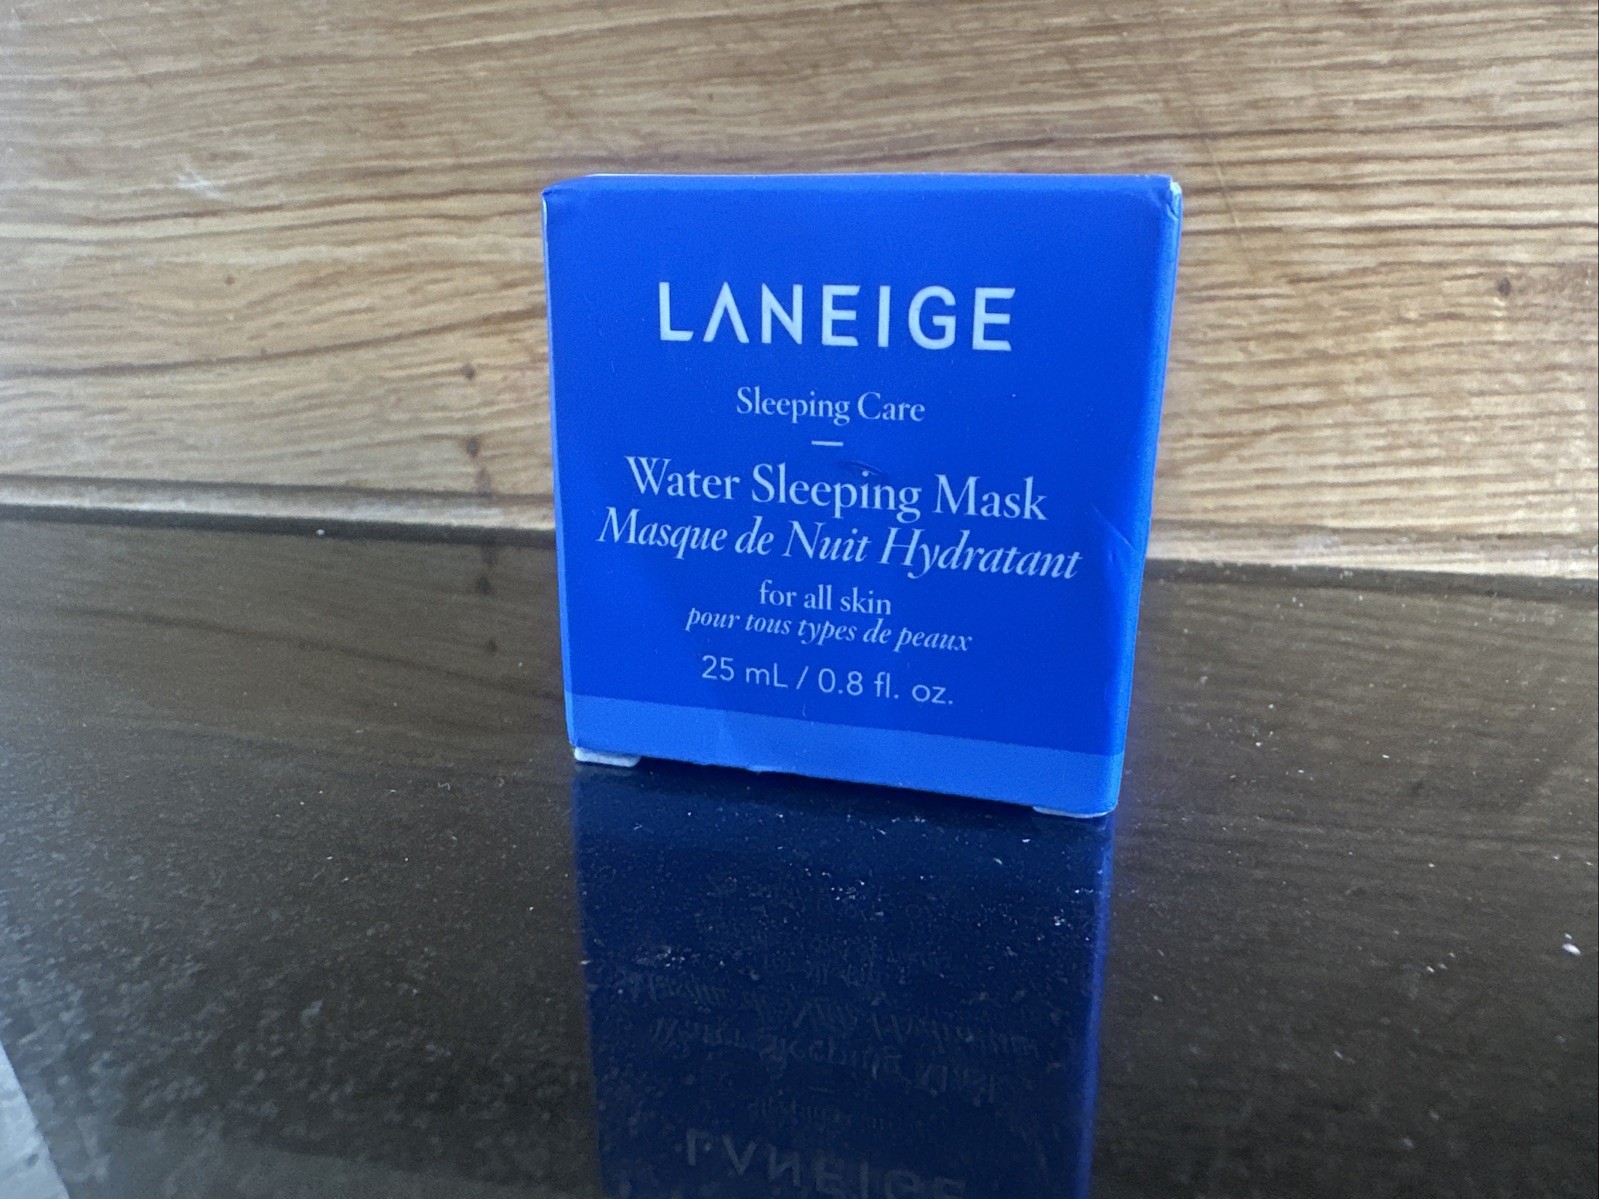 LANEIGE
Sleeping Care
Water Sleeping Mask
Masque de Nuit Hydratant
for all skin
pour tous types de peaux
25 mL / 0.8 fl. oz.